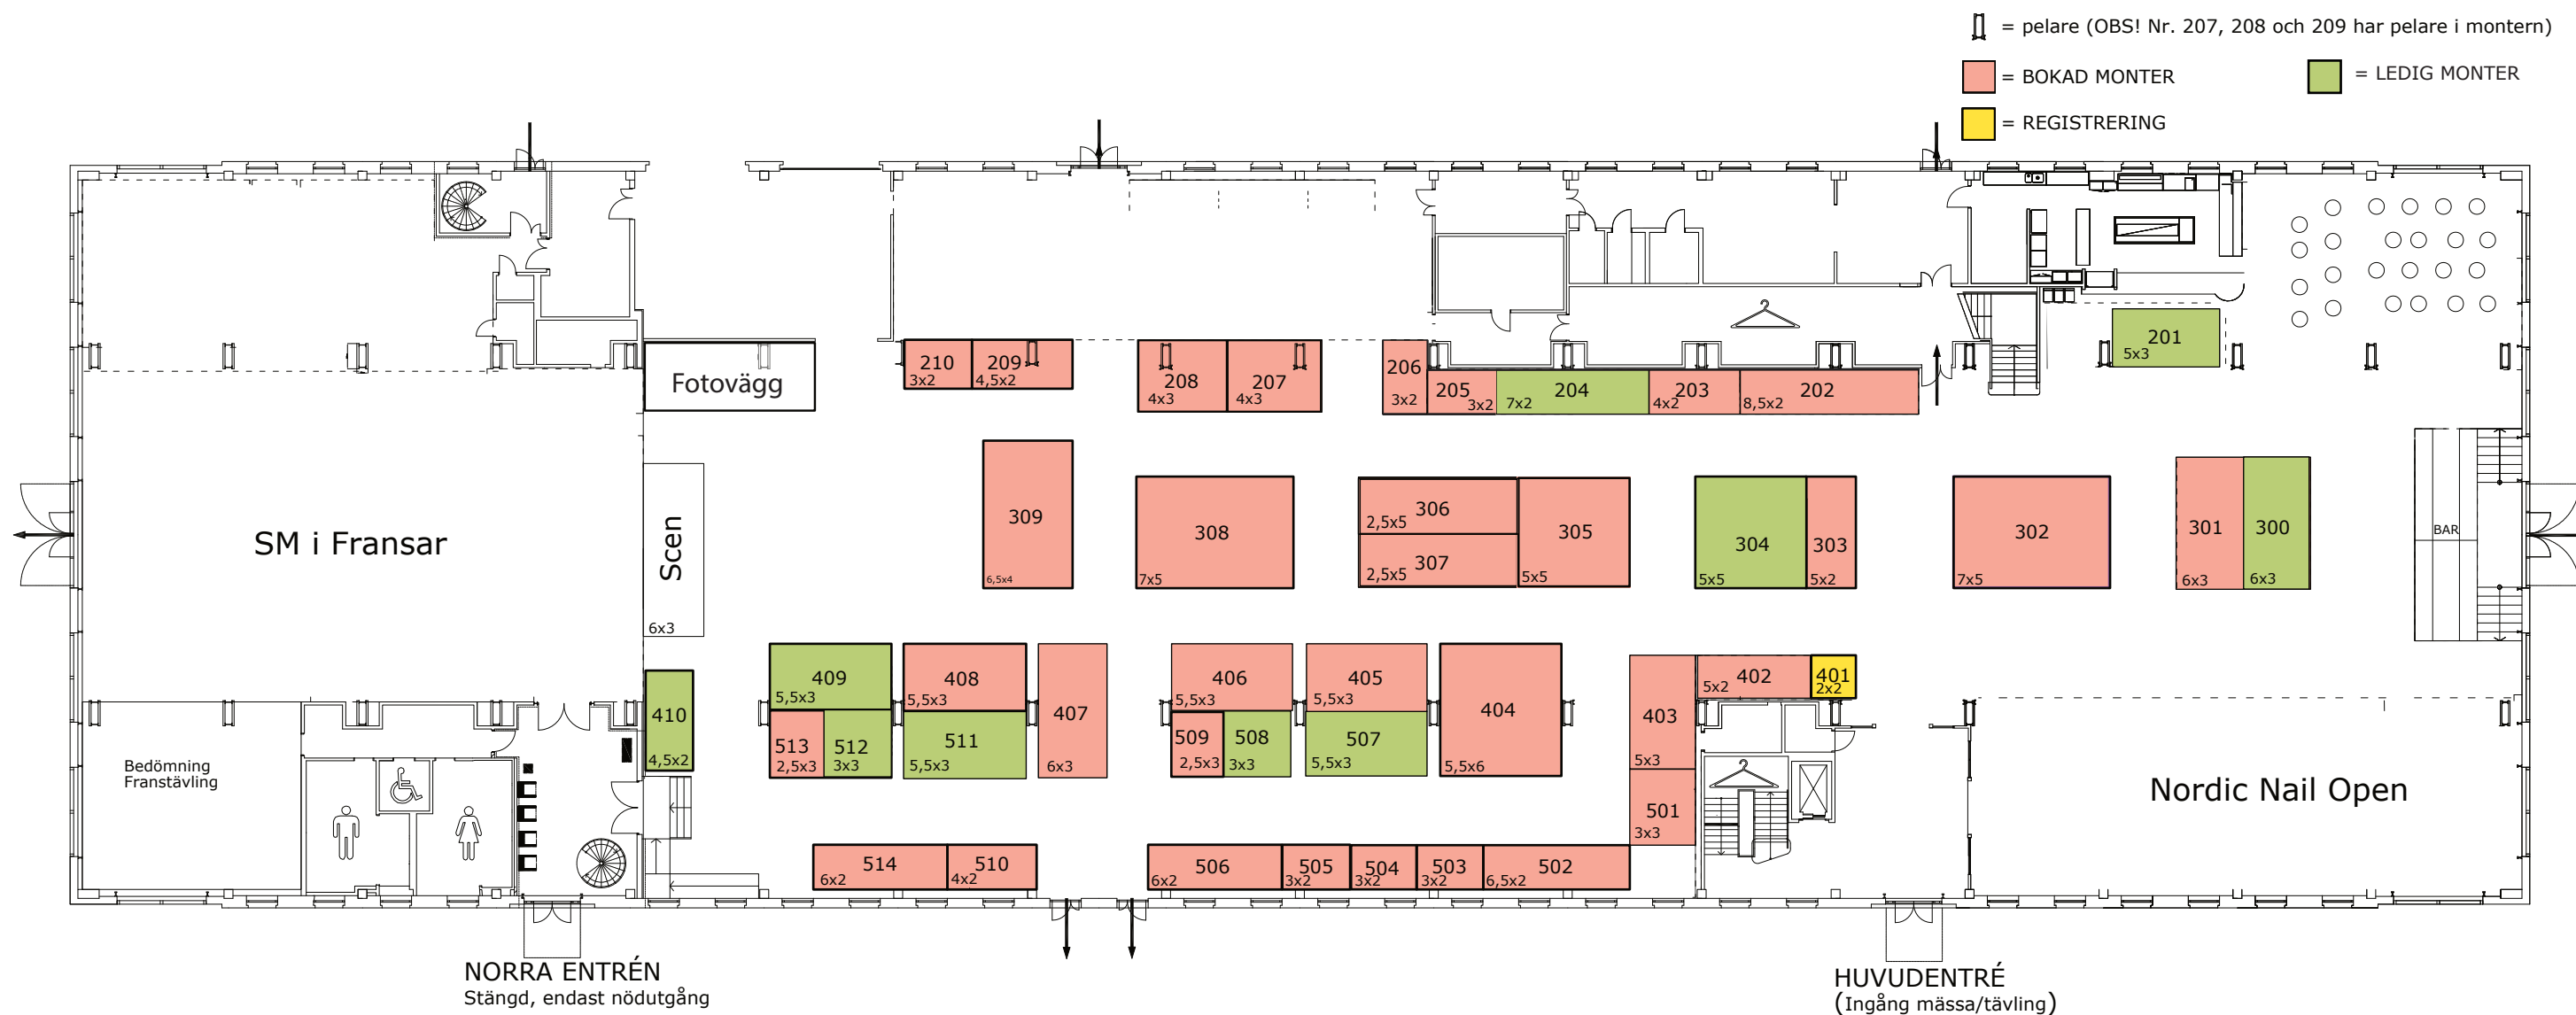 = pelare (OBS! Nr. 207, 208 och 209 har pelare i montern)
= BOKAD MONTER
= LEDIG MONTER
= REGISTRERING
201
5x3
Fotovägg
210
3x2
209
4,5x2
208
4x3
207
4x3
206
3x2
205
3x2
204
7x2
203
4x2
202
8,5x2
SM i Fransar
Scen
6x3
309
6,5x4
308
7x5
306
2,5x5
307
2,5x5
305
5x5
304
5x5
303
5x2
302
7x5
301
6x3
300
6x3
BAR
410
4,5x2
409
5,5x3
408
5,5x3
407
6x3
406
5,5x3
405
5,5x3
404
5,5x6
403
5x3
402
5x2
401
2x2
513
2,5x3
512
3x3
511
5,5x3
509
2,5x3
508
3x3
507
5,5x3
501
3x3
Bedömning
Franstävling
Nordic Nail Open
514
6x2
510
4x2
506
6x2
505
3x2
504
3x2
503
3x2
502
6,5x2
NORRA ENTRÉN
Stängd, endast nödutgång
HUVUDENTRÉ
(Ingång mässa/tävling)